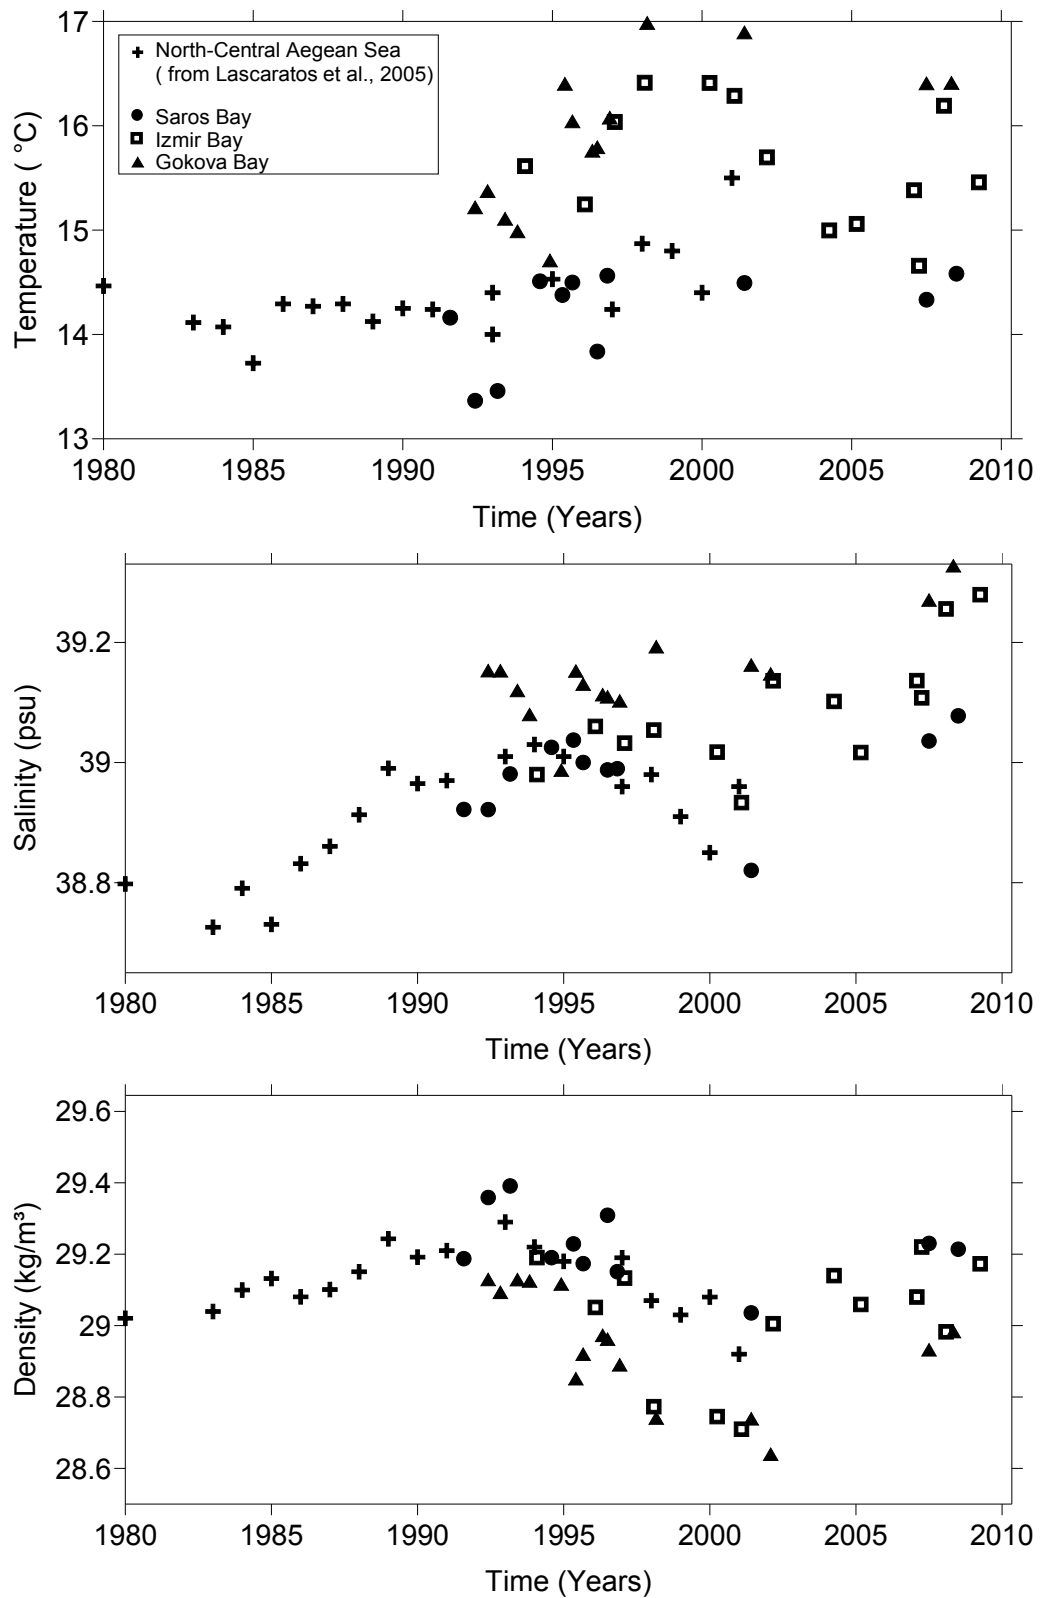 17
16
15
14
13
Temperature ( °C)
North-Central Aegean Sea
( from Lascaratos et al., 2005)
Saros Bay
Izmir Bay
Gokova Bay
1980 1985 1990 1995 2000 2005 2010
Time (Years)
39.2
39
38.8
Salinity (psu)
1980 1985 1990 1995 2000 2005 2010
Time (Years)
29.6
29.4
29.2
29
28.8
28.6
Density (kg/m³)
1980 1985 1990 1995 2000 2005 2010
Time (Years)